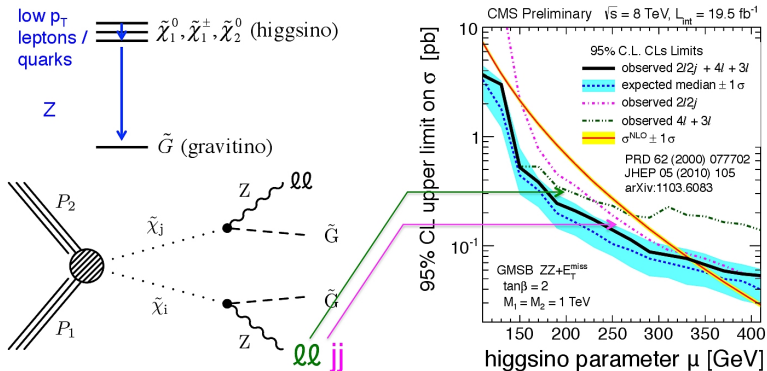 low pT
leptons /
quarks
χ̃₁⁰, χ̃₁^±, χ̃₂⁰ (higgsino)
Z
G̃ (gravitino)
P₂
P₁
χ̃j
χ̃i
Z
ℓℓ
G̃
G̃
Z
ℓℓ jj
CMS Preliminary √s = 8 TeV, Lint = 19.5 fb⁻¹
95% CL upper limit on σ [pb]
10
1
10⁻¹
95% C.L. CLs Limits
observed 2l2j + 4l + 3l
expected median ± 1σ
observed 2l2j
observed 4l + 3l
σ^NLO ± 1σ
PRD 62 (2000) 077702
JHEP 05 (2010) 105
arXiv:1103.6083
GMSB ZZ+E_T^miss
tanβ = 2
M₁ = M₂ = 1 TeV
150 200 250 300 350 400
higgsino parameter μ [GeV]